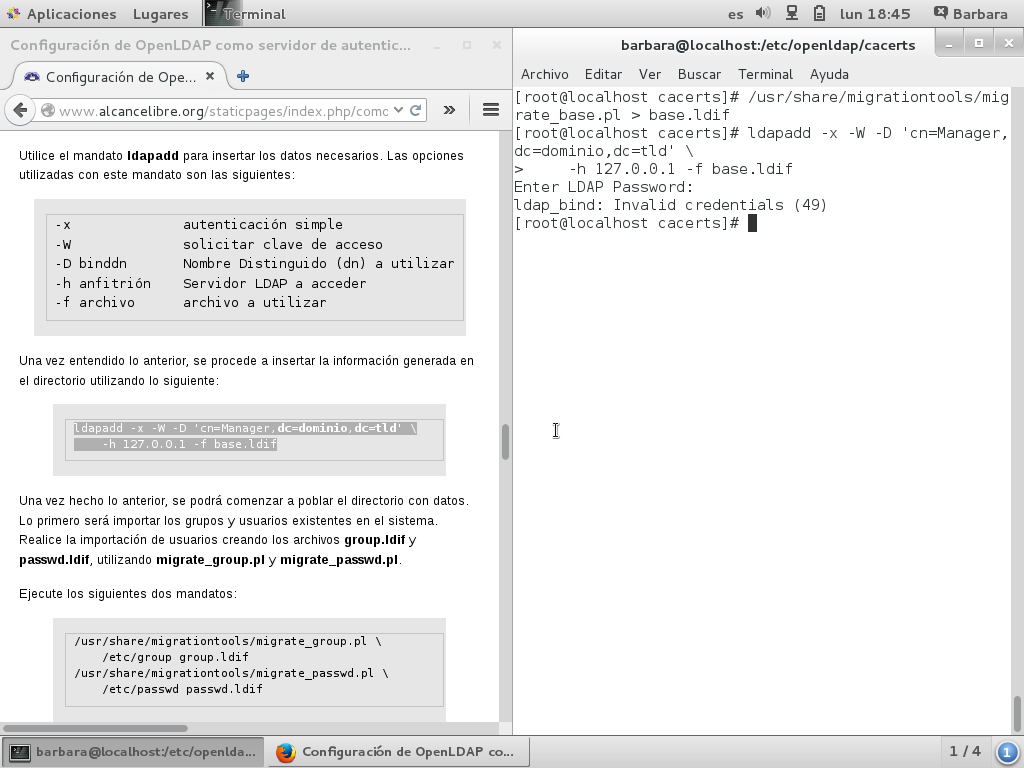 Aplicaciones Lugares Terminal es lun 18:45 Barbara
Configuración de OpenLDAP como servidor de autentic...
Configuración de Ope...
www.alcancelibre.org/staticpages/index.php/como
Utilice el mandato ldapadd para insertar los datos necesarios. Las opciones
utilizadas con este mandato son las siguientes:
-x autenticación simple
-W solicitar clave de acceso
-D binddn Nombre Distinguido (dn) a utilizar
-h anfitrión Servidor LDAP a acceder
-f archivo archivo a utilizar
Una vez entendido lo anterior, se procede a insertar la información generada en
el directorio utilizando lo siguiente:
ldapadd -x -W -D 'cn=Manager,dc=dominio,dc=tld' \
-h 127.0.0.1 -f base.ldif
Una vez hecho lo anterior, se podrá comenzar a poblar el directorio con datos.
Lo primero será importar los grupos y usuarios existentes en el sistema.
Realice la importación de usuarios creando los archivos group.ldif y
passwd.ldif, utilizando migrate_group.pl y migrate_passwd.pl.
Ejecute los siguientes dos mandatos:
/usr/share/migrationtools/migrate_group.pl \
/etc/group group.ldif
/usr/share/migrationtools/migrate_passwd.pl \
/etc/passwd passwd.ldif
barbara@localhost:/etc/openldap/cacerts
Archivo Editar Ver Buscar Terminal Ayuda
[root@localhost cacerts]# /usr/share/migrationtools/mig
rate_base.pl > base.ldif
[root@localhost cacerts]# ldapadd -x -W -D 'cn=Manager,
dc=dominio,dc=tld' \
> -h 127.0.0.1 -f base.ldif
Enter LDAP Password:
ldap_bind: Invalid credentials (49)
[root@localhost cacerts]#
barbara@localhost:/etc/openlda... Configuración de OpenLDAP co... 1 / 4 1